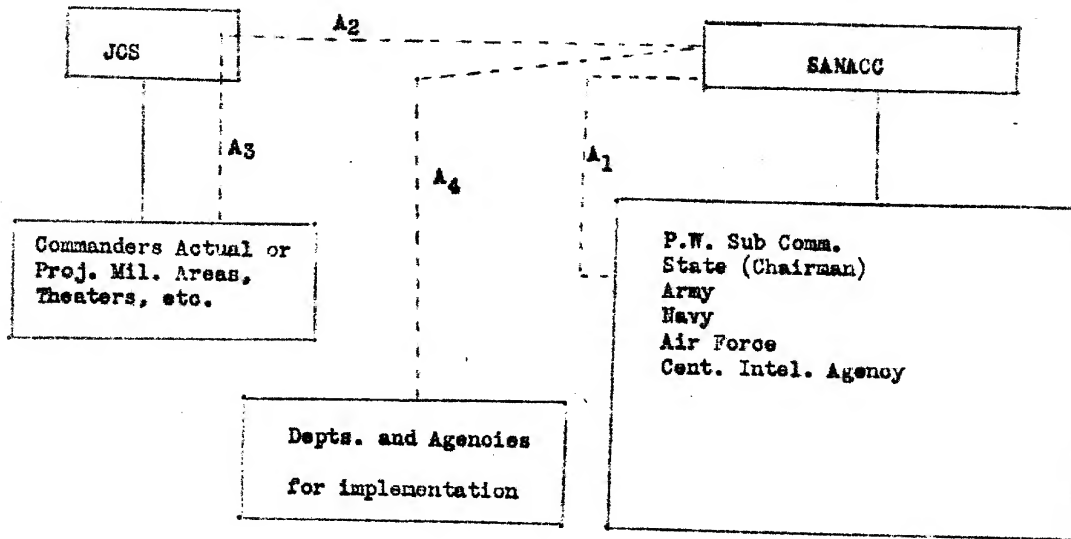 JCS
A2
SANACC
A3
A4
A1
Commanders Actual or
Proj. Mil. Areas,
Theaters, etc.
P.W. Sub Comm.
State (Chairman)
Army
Navy
Air Force
Cent. Intel. Agency
Depts. and Agencies
for implementation